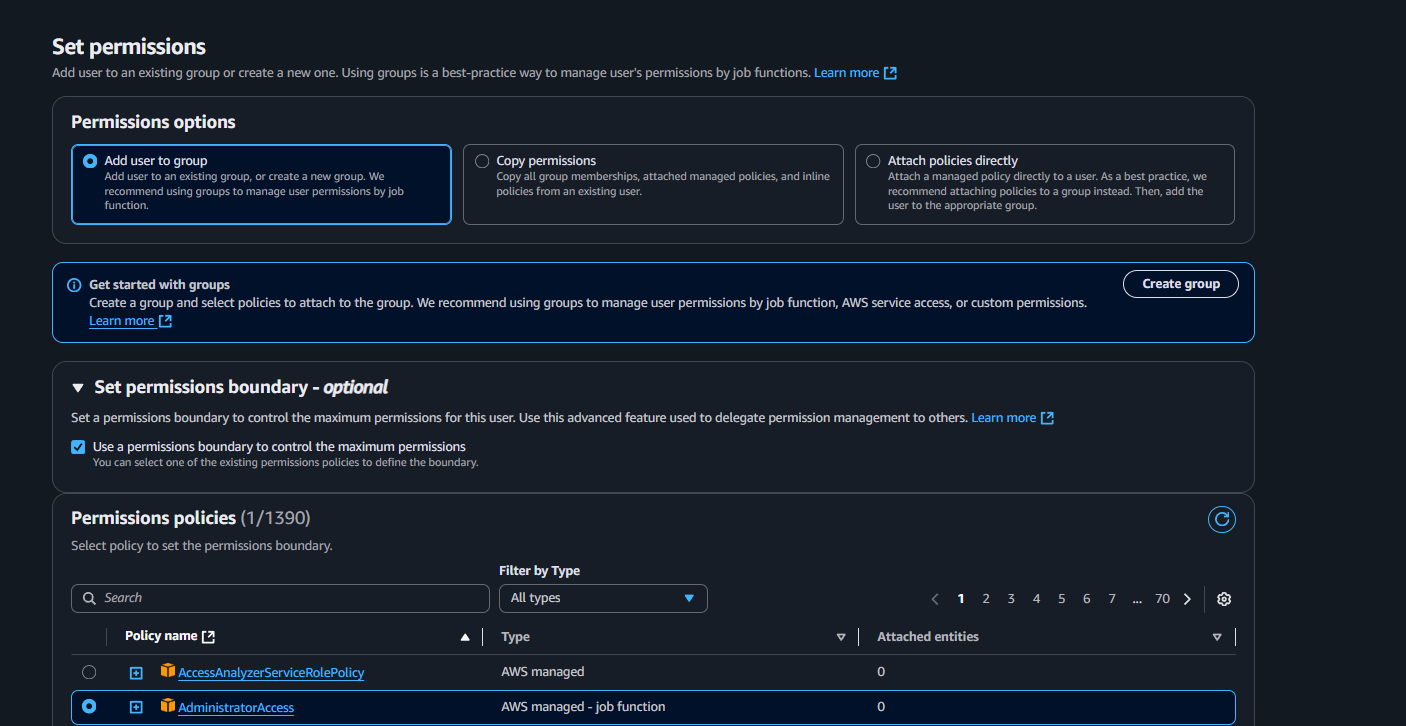 Set permissions
Add user to an existing group or create a new one. Using groups is a best-practice way to manage user's permissions by job functions. Learn more
Permissions options
Add user to group
Add user to an existing group, or create a new group. We
recommend using groups to manage user permissions by job
function.
Copy permissions
Copy all group memberships, attached managed policies, and inline
policies from an existing user.
Attach policies directly
Attach a managed policy directly to a user. As a best practice, we
recommend attaching policies to a group instead. Then, add the
user to the appropriate group.
Get started with groups
Create a group and select policies to attach to the group. We recommend using groups to manage user permissions by job function, AWS service access, or custom permissions.
Learn more
Create group
Set permissions boundary - optional
Set a permissions boundary to control the maximum permissions for this user. Use this advanced feature used to delegate permission management to others. Learn more
Use a permissions boundary to control the maximum permissions
You can select one of the existing permissions policies to define the boundary.
Permissions policies (1/1390)
Select policy to set the permissions boundary.
Filter by Type
Search
All types
1 2 3 4 5 6 7 ... 70
Policy name Type Attached entities
AccessAnalyzerServiceRolePolicy AWS managed 0
AdministratorAccess AWS managed - job function 0